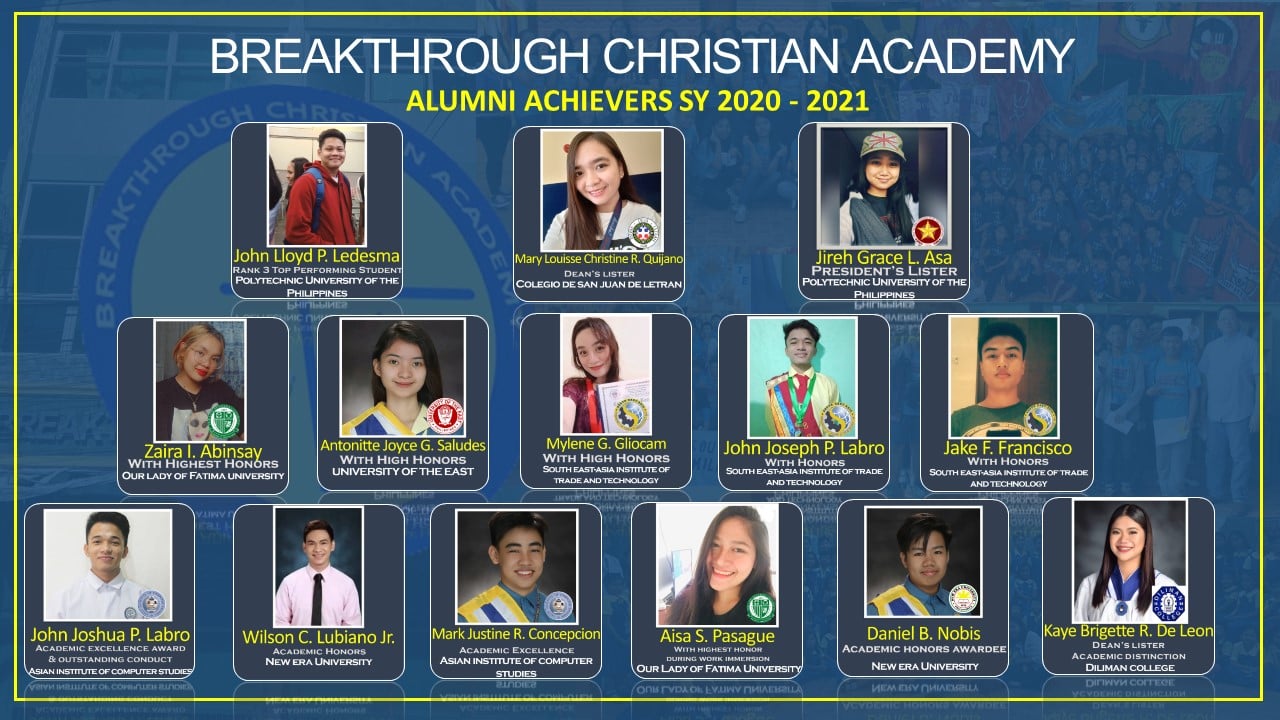 BREAKTHROUGH CHRISTIAN ACADEMY
ALUMNI ACHIEVERS SY 2020 - 2021
John Lloyd P. Ledesma
RANK 3 TOP PERFORMING STUDENT
POLYTECHNIC UNIVERSITY OF THE
PHILIPPINES
Mary Louisse Christine R. Quijano
DEAN'S LISTER
COLEGIO DE SAN JUAN DE LETRAN
Jireh Grace L. Asa
PRESIDENT'S LISTER
POLYTECHNIC UNIVERSITY OF THE
PHILIPPINES
Zaira I. Abinsay
WITH HIGHEST HONORS
OUR LADY OF FATIMA UNIVERSITY
Antonitte Joyce G. Saludes
WITH HIGH HONORS
UNIVERSITY OF THE EAST
Mylene G. Gliocam
WITH HIGH HONORS
SOUTH EAST-ASIA INSTITUTE OF
TRADE AND TECHNOLOGY
John Joseph P. Labro
WITH HONORS
SOUTH EAST-ASIA INSTITUTE OF TRADE
AND TECHNOLOGY
Jake F. Francisco
WITH HONORS
SOUTH EAST-ASIA INSTITUTE OF TRADE
AND TECHNOLOGY
John Joshua P. Labro
ACADEMIC EXCELLENCE AWARD
& OUTSTANDING CONDUCT
ASIAN INSTITUTE OF COMPUTER STUDIES
Wilson C. Lubiano Jr.
ACADEMIC HONORS
NEW ERA UNIVERSITY
Mark Justine R. Concepcion
ACADEMIC EXCELLENCE
ASIAN INSTITUTE OF COMPUTER
STUDIES
Aisa S. Pasague
WITH HIGHEST HONOR
DURING WORK IMMERSION
OUR LADY OF FATIMA UNIVERSITY
Daniel B. Nobis
ACADEMIC HONORS AWARDEE
NEW ERA UNIVERSITY
Kaye Brigette R. De Leon
DEAN'S LISTER
ACADEMIC DISTINCTION
DILIMAN COLLEGE